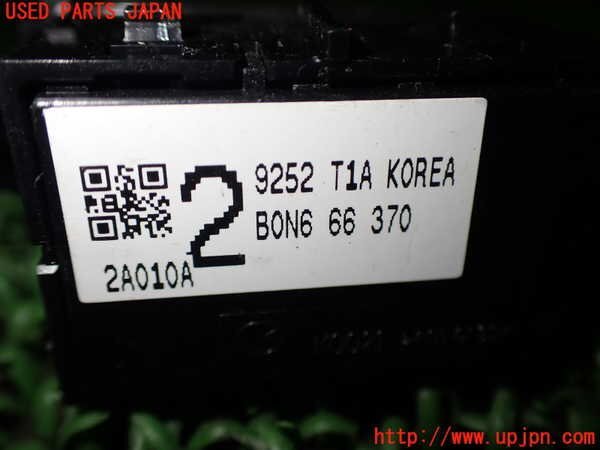 USED PARTS JAPAN
2
9252 T1A KOREA
B0N6 66 370
2A010A
http://www.upjpn.com/